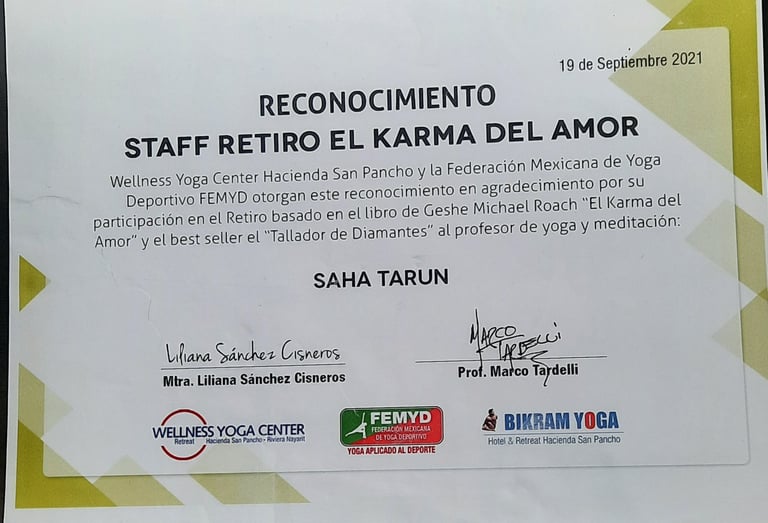 19 de Septiembre 2021
RECONOCIMIENTO
STAFF RETIRO EL KARMA DEL AMOR
Wellness Yoga Center Hacienda San Pancho y la Federación Mexicana de Yoga
Deportivo FEMYD otorgan este reconocimiento en agradecimiento por su
participación en el Retiro basado en el libro de Geshe Michael Roach "El Karma del
Amor" y el best seller el "Tallador de Diamantes" al profesor de yoga y meditación:
SAHA TARUN
Liliana Sánchez Cisneros
Mtra. Liliana Sánchez Cisneros
MARCO
TARDELLI
Prof. Marco Tardelli
WELLNESS YOGA CENTER
Retreat Hacienda San Pancho - Riviera Nayarit
FEMYD
FEDERACIÓN MEXICANA
DE YOGA DEPORTIVO
YOGA APLICADO AL DEPORTE
BIKRAM YOGA
Hotel & Retreat Hacienda San Pancho